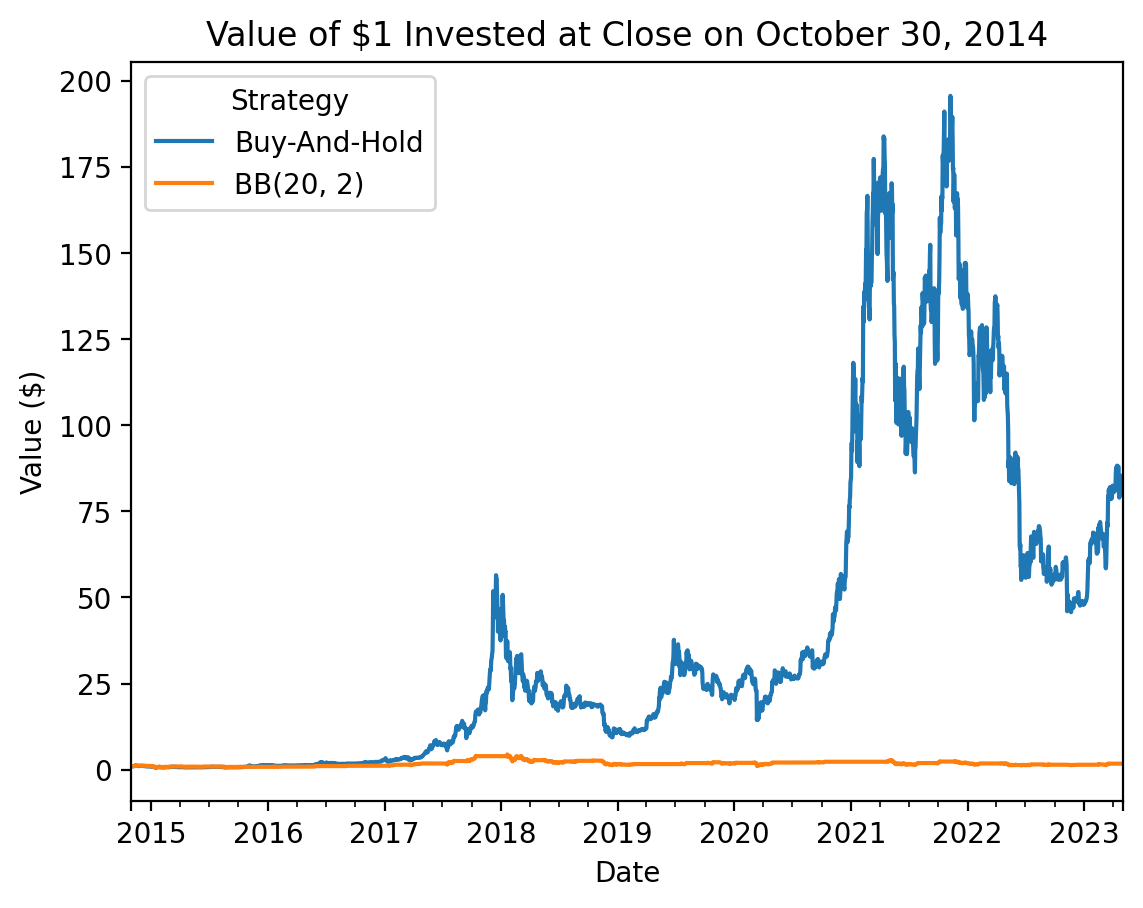 Value of $1 Invested at Close on October 30, 2014
Strategy
Buy-And-Hold
BB(20, 2)
200
175
150
125
100
75
50
25
0
Value ($)
2015 2016 2017 2018 2019 2020 2021 2022 2023
Date